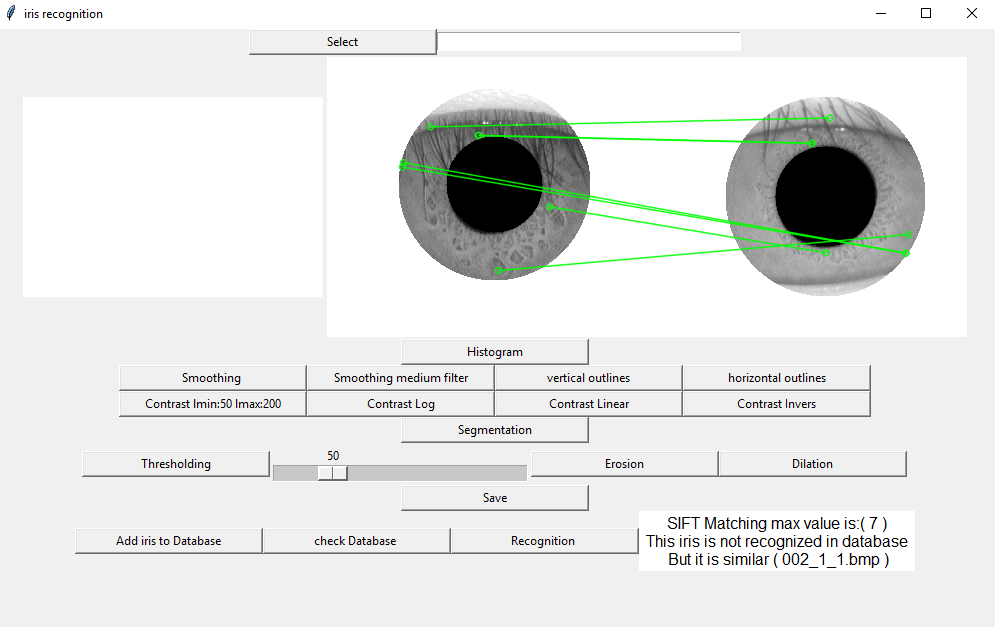 iris recognition
Select
Histogram
Smoothing
Smoothing medium filter
vertical outlines
horizontal outlines
Contrast Imin:50 Imax:200
Contrast Log
Contrast Linear
Contrast Invers
Segmentation
Thresholding
50
Erosion
Dilation
Save
Add iris to Database
check Database
Recognition
SIFT Matching max value is:( 7 )
This iris is not recognized in database
But it is similar ( 002_1_1.bmp )